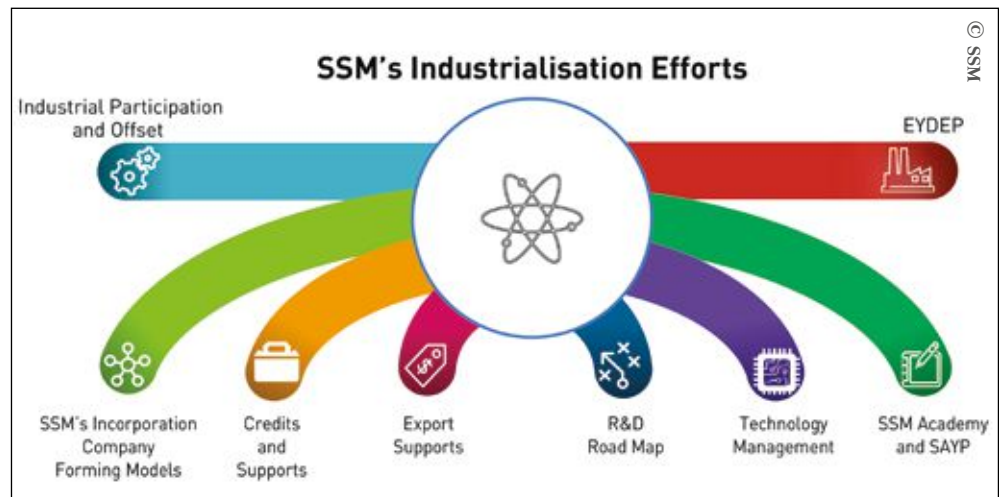 © SSM
SSM's Industrialisation Efforts
Industrial Participation
and Offset
EYDEP
SSM's Incorporation
Company
Forming Models
Credits
and
Supports
Export
Supports
R&D
Road Map
Technology
Management
SSM Academy
and SAYP